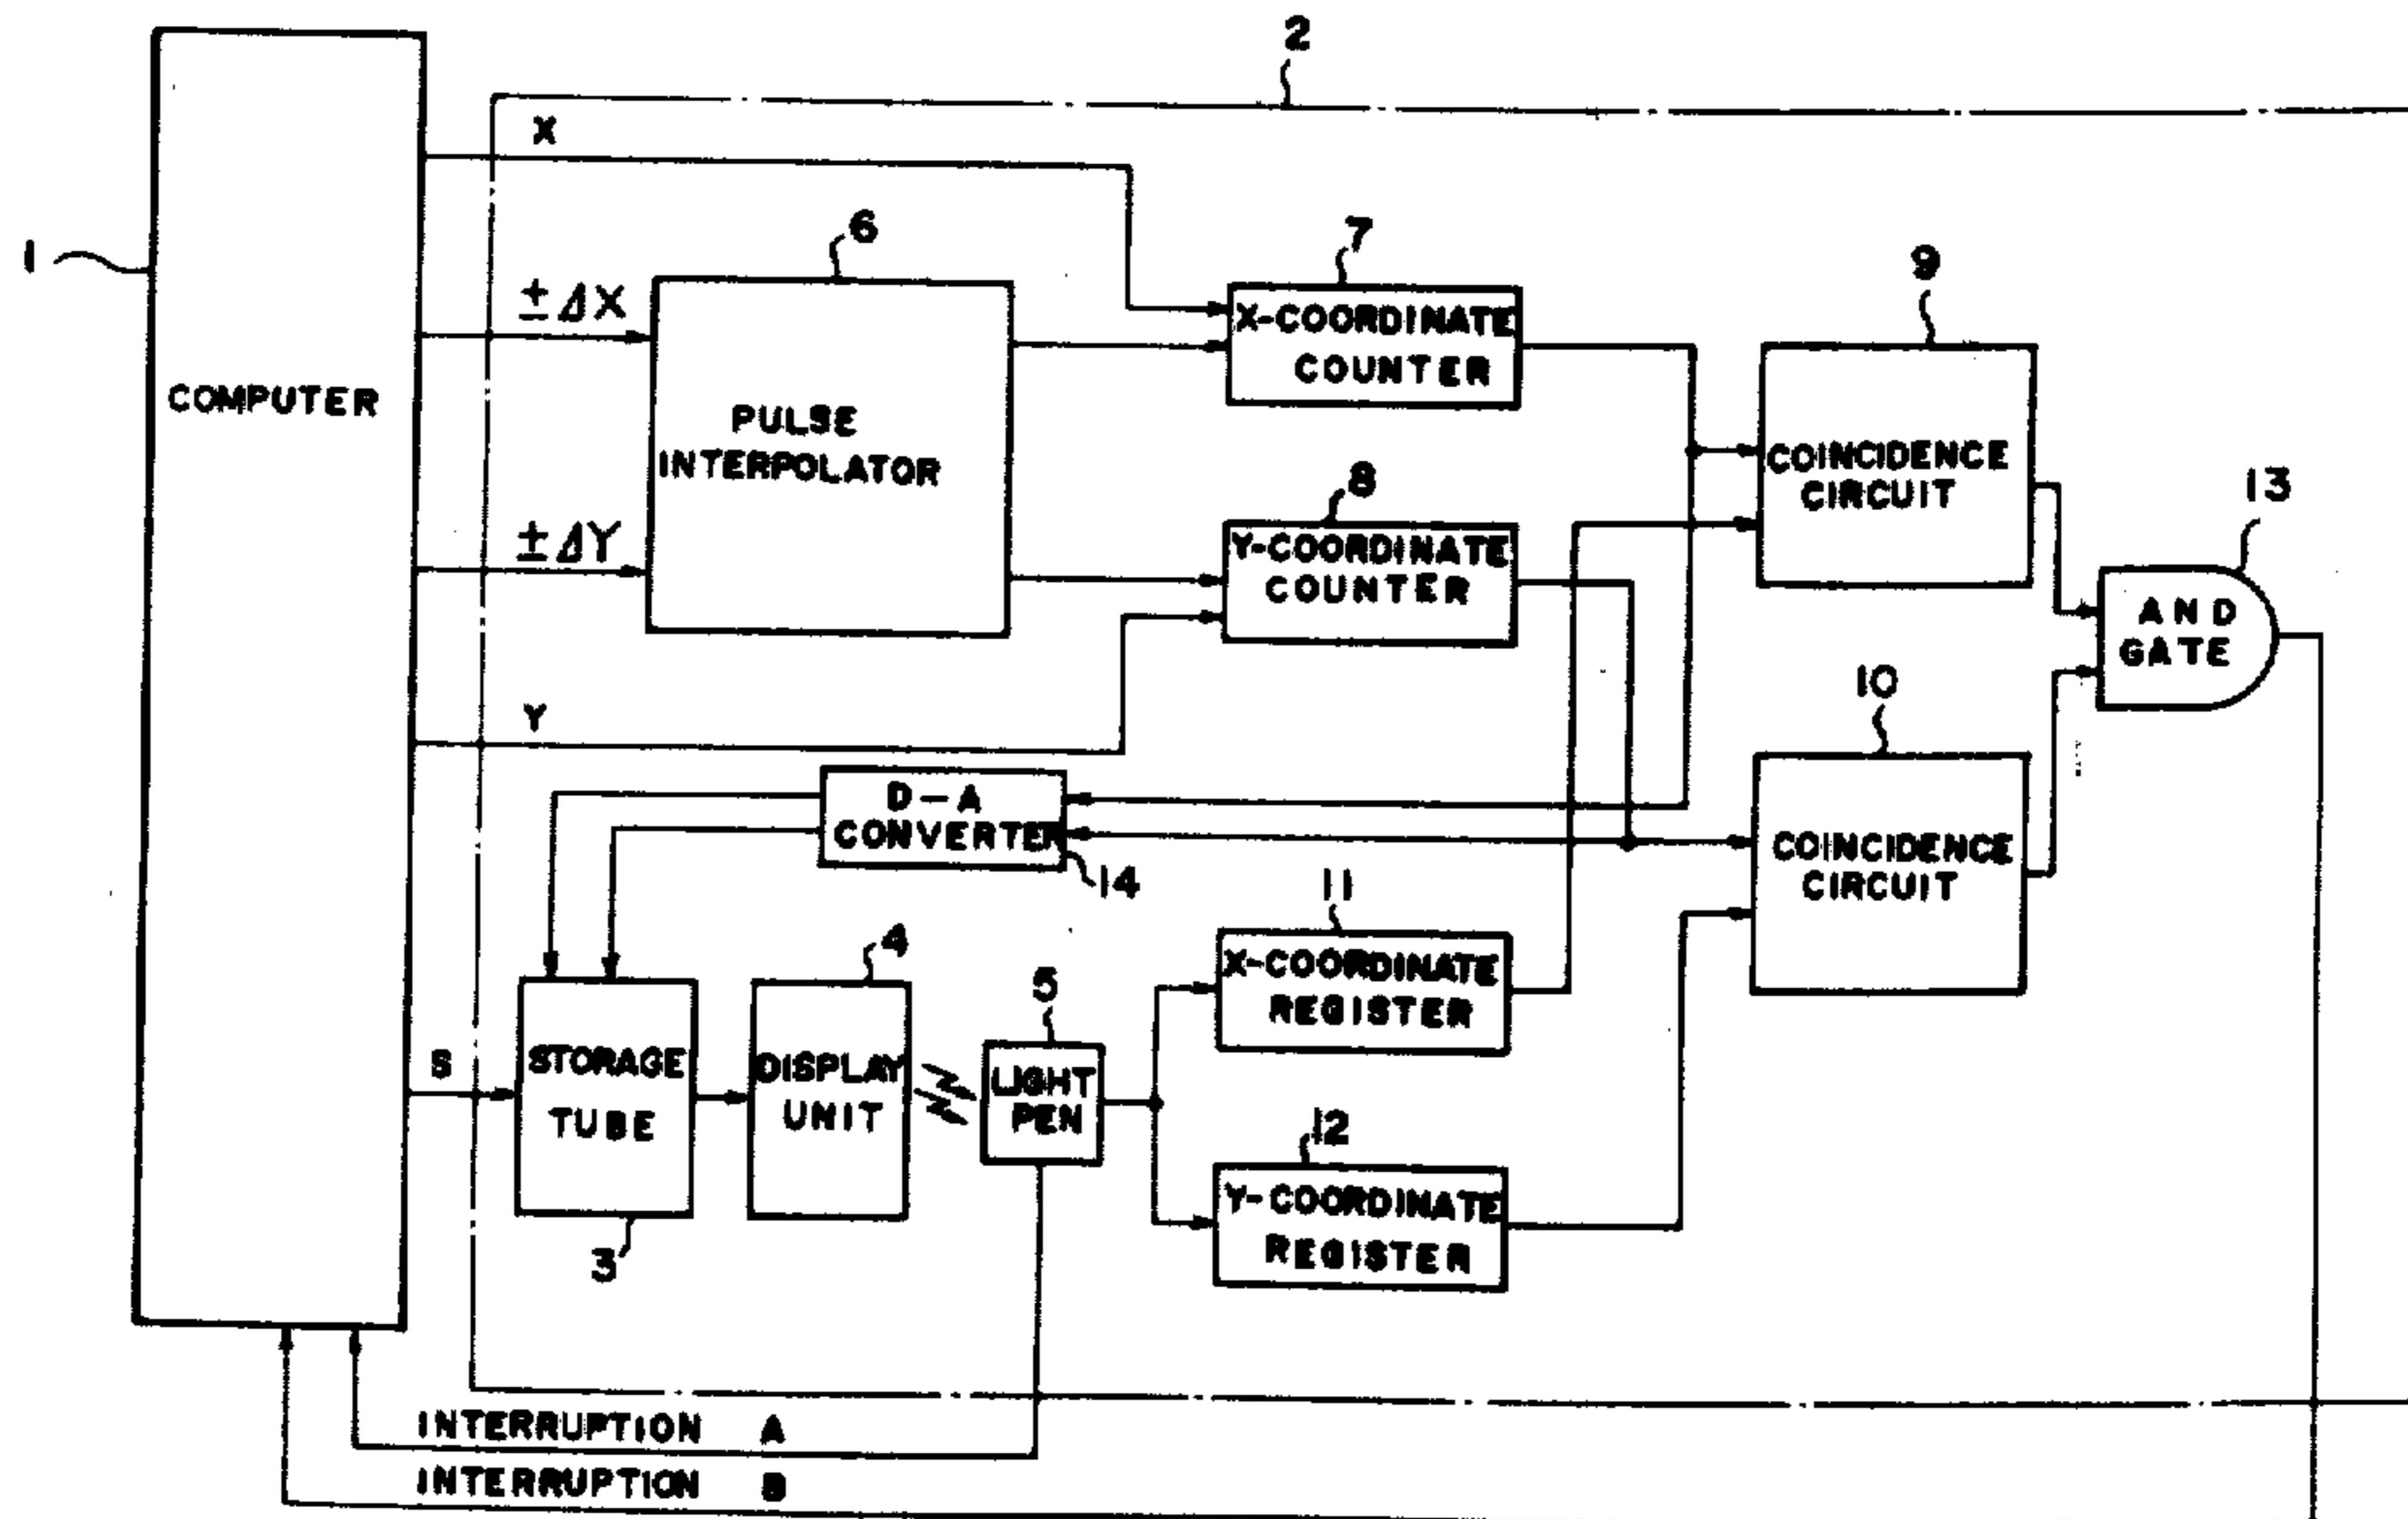 2
X
6
7
9
1
±ΔX
X-COORDINATE
COUNTER
COMPUTER
PULSE
INTERPOLATOR
COINCIDENCE
CIRCUIT
8
13
±ΔY
Y-COORDINATE
COUNTER
AND
GATE
10
Y
D-A
CONVERTER
14
COINCIDENCE
CIRCUIT
11
4
5
X-COORDINATE
REGISTER
S
STORAGE
TUBE
DISPLAY
UNIT
LIGHT
PEN
12
Y-COORDINATE
REGISTER
3
INTERRUPTION A
INTERRUPTION B